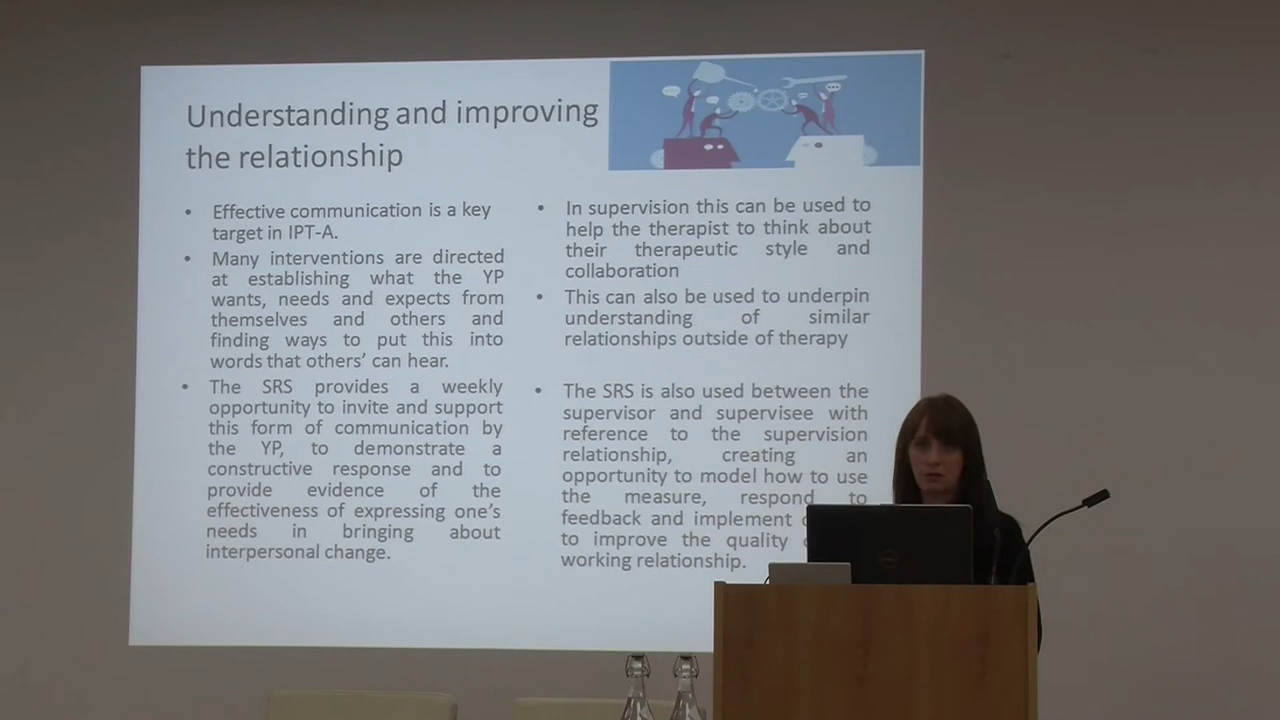 Understanding and improving
the relationship
• Effective communication is a key
target in IPT-A.
• Many interventions are directed
at establishing what the YP
wants, needs and expects from
themselves and others and
finding ways to put this into
words that others’ can hear.
• The SRS provides a weekly
opportunity to invite and support
this form of communication by
the YP, to demonstrate a
constructive response and to
provide evidence of the
effectiveness of expressing one’s
needs in bringing about
interpersonal change.
• In supervision this can be used to
help the therapist to think about
their therapeutic style and
collaboration
• This can also be used to underpin
understanding of similar
relationships outside of therapy
• The SRS is also used between the
supervisor and supervisee with
reference to the supervision
relationship, creating an
opportunity to model how to use
the measure, respond to
feedback and implement
to improve the quality
working relationship.